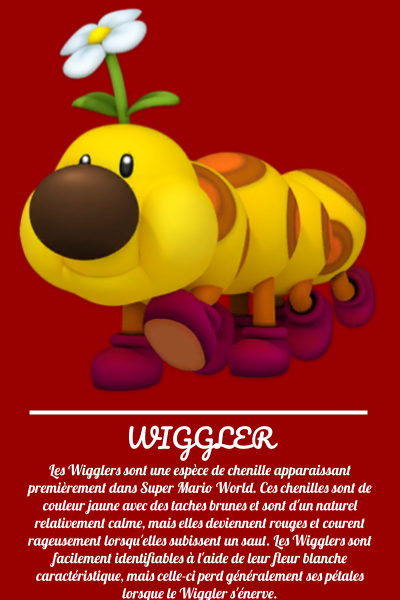 WIGGLER
Les Wigglers sont une espèce de chenille apparaissant
premièrement dans Super Mario World. Ces chenilles sont de
couleur jaune avec des taches brunes et sont d'un naturel
relativement calme, mais elles deviennent rouges et courent
rageusement lorsqu'elles subissent un saut. Les Wigglers sont
facilement identifiables à l'aide de leur fleur blanche
caractéristique, mais celle-ci perd généralement ses pétales
lorsque le Wiggler s'énerve.